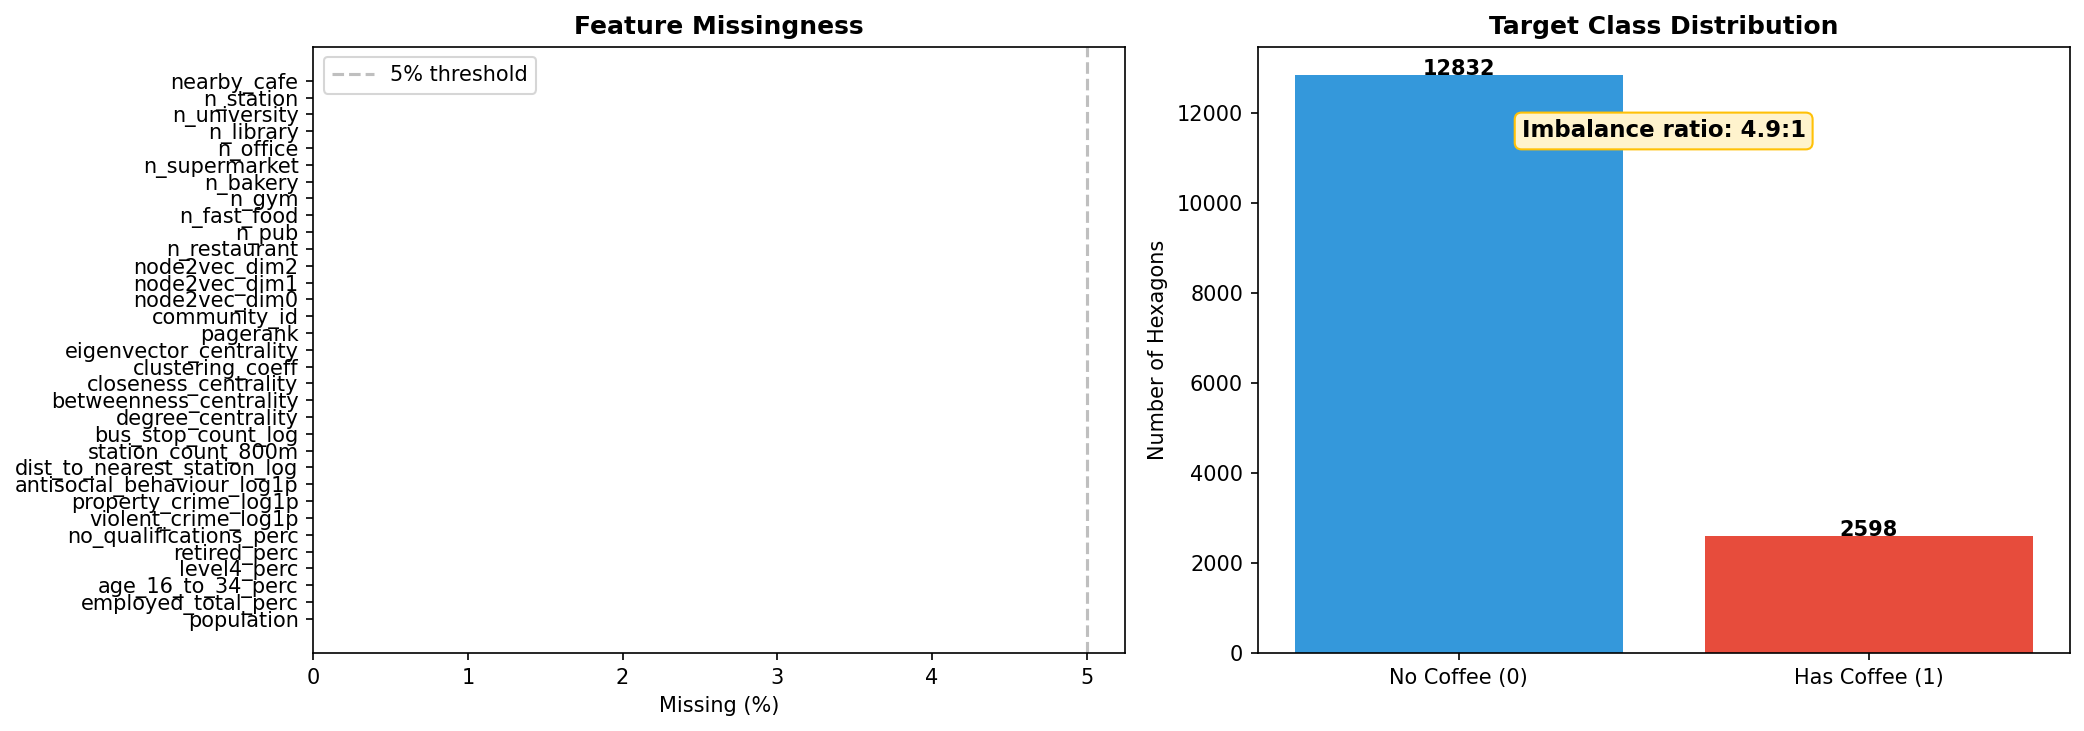 Feature Missingness
5% threshold
nearby_cafe
n_station
n_university
n_library
n_office
n_supermarket
n_bakery
n_gym
n_fast_food
n_pub
n_restaurant
node2vec_dim2
node2vec_dim1
node2vec_dim0
community_id
pagerank
eigenvector_centrality
clustering_coeff
closeness_centrality
betweenness_centrality
degree_centrality
bus_stop_count_log
station_count_800m
dist_to_nearest_station_log
antisocial_behaviour_log1p
property_crime_log1p
violent_crime_log1p
no_qualifications_perc
retired_perc
level4_perc
age_16_to_34_perc
employed_total_perc
population
0 1 2 3 4 5
Missing (%)
Target Class Distribution
Number of Hexagons
12000
10000
8000
6000
4000
2000
0
12832
Imbalance ratio: 4.9:1
2598
No Coffee (0) Has Coffee (1)